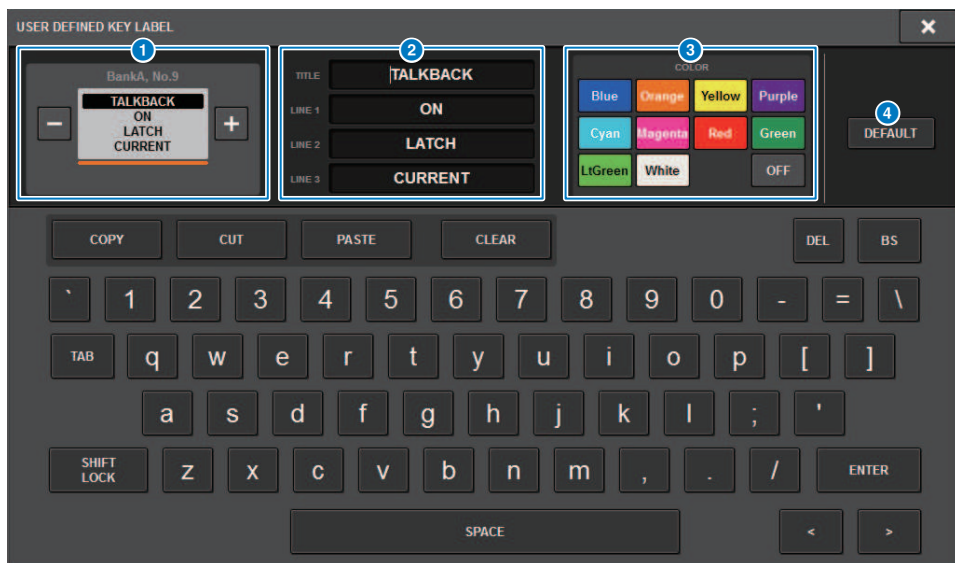 USER DEFINED KEY LABEL
1
2
3
4
BankA, No.9
TALKBACK
ON
LATCH
CURRENT
−
+
TITLE TALKBACK
LINE 1 ON
LINE 2 LATCH
LINE 3 CURRENT
COLOR
Blue Orange Yellow Purple
Cyan Magenta Red Green
LtGreen White OFF
DEFAULT
COPY CUT PASTE CLEAR DEL BS
` 1 2 3 4 5 6 7 8 9 0 - = \
TAB q w e r t y u i o p [ ]
a s d f g h j k l ; '
SHIFT LOCK z x c v b n m , . / ENTER
SPACE < >